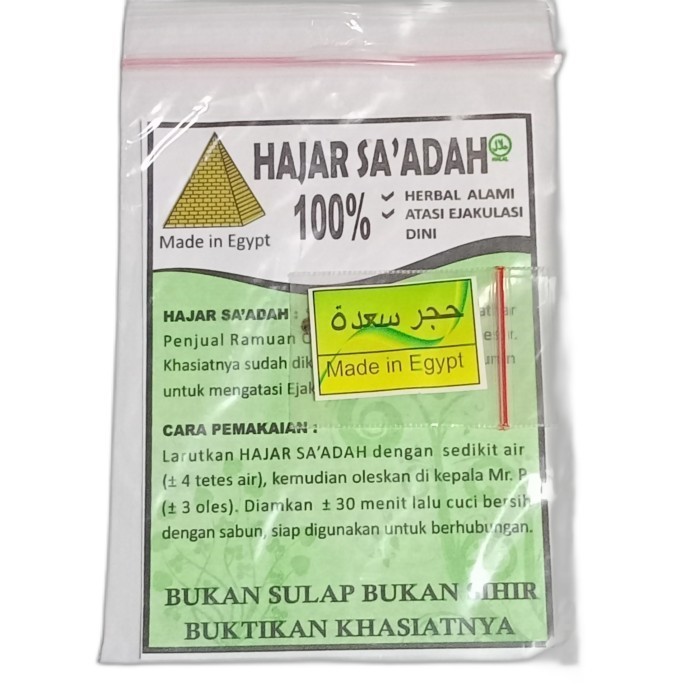 HAJAR SA'ADAH
حلال
HALAL
100%
✓ HERBAL ALAMI
✓ ATASI EJAKULASI
DINI
Made in Egypt
HAJAR SA'ADAH :
Penjual Ramuan
Khasiatnya sudah
untuk mengatasi
حجر سعدة
Made in Egypt
CARA PEMAKAIAN :
Larutkan HAJAR SA'ADAH dengan sedikit air
(± 4 tetes air), kemudian oleskan di kepala Mr. P
(± 3 oles). Diamkan ± 30 menit lalu cuci bersih
dengan sabun, siap digunakan untuk berhubungan.
BUKAN SULAP BUKAN SIHIR
BUKTIKAN KHASIATNYA